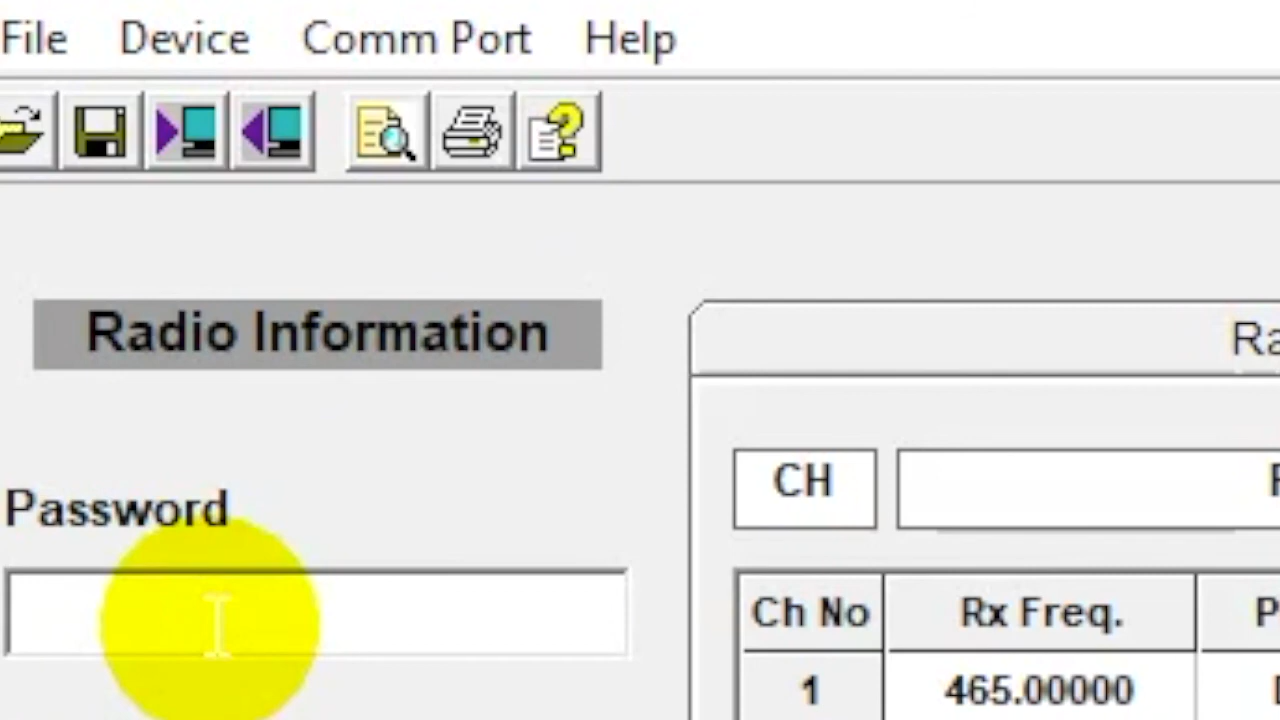 File Device Comm Port Help
Radio Information
Password
CH
Ch No Rx Freq.
1 465.00000